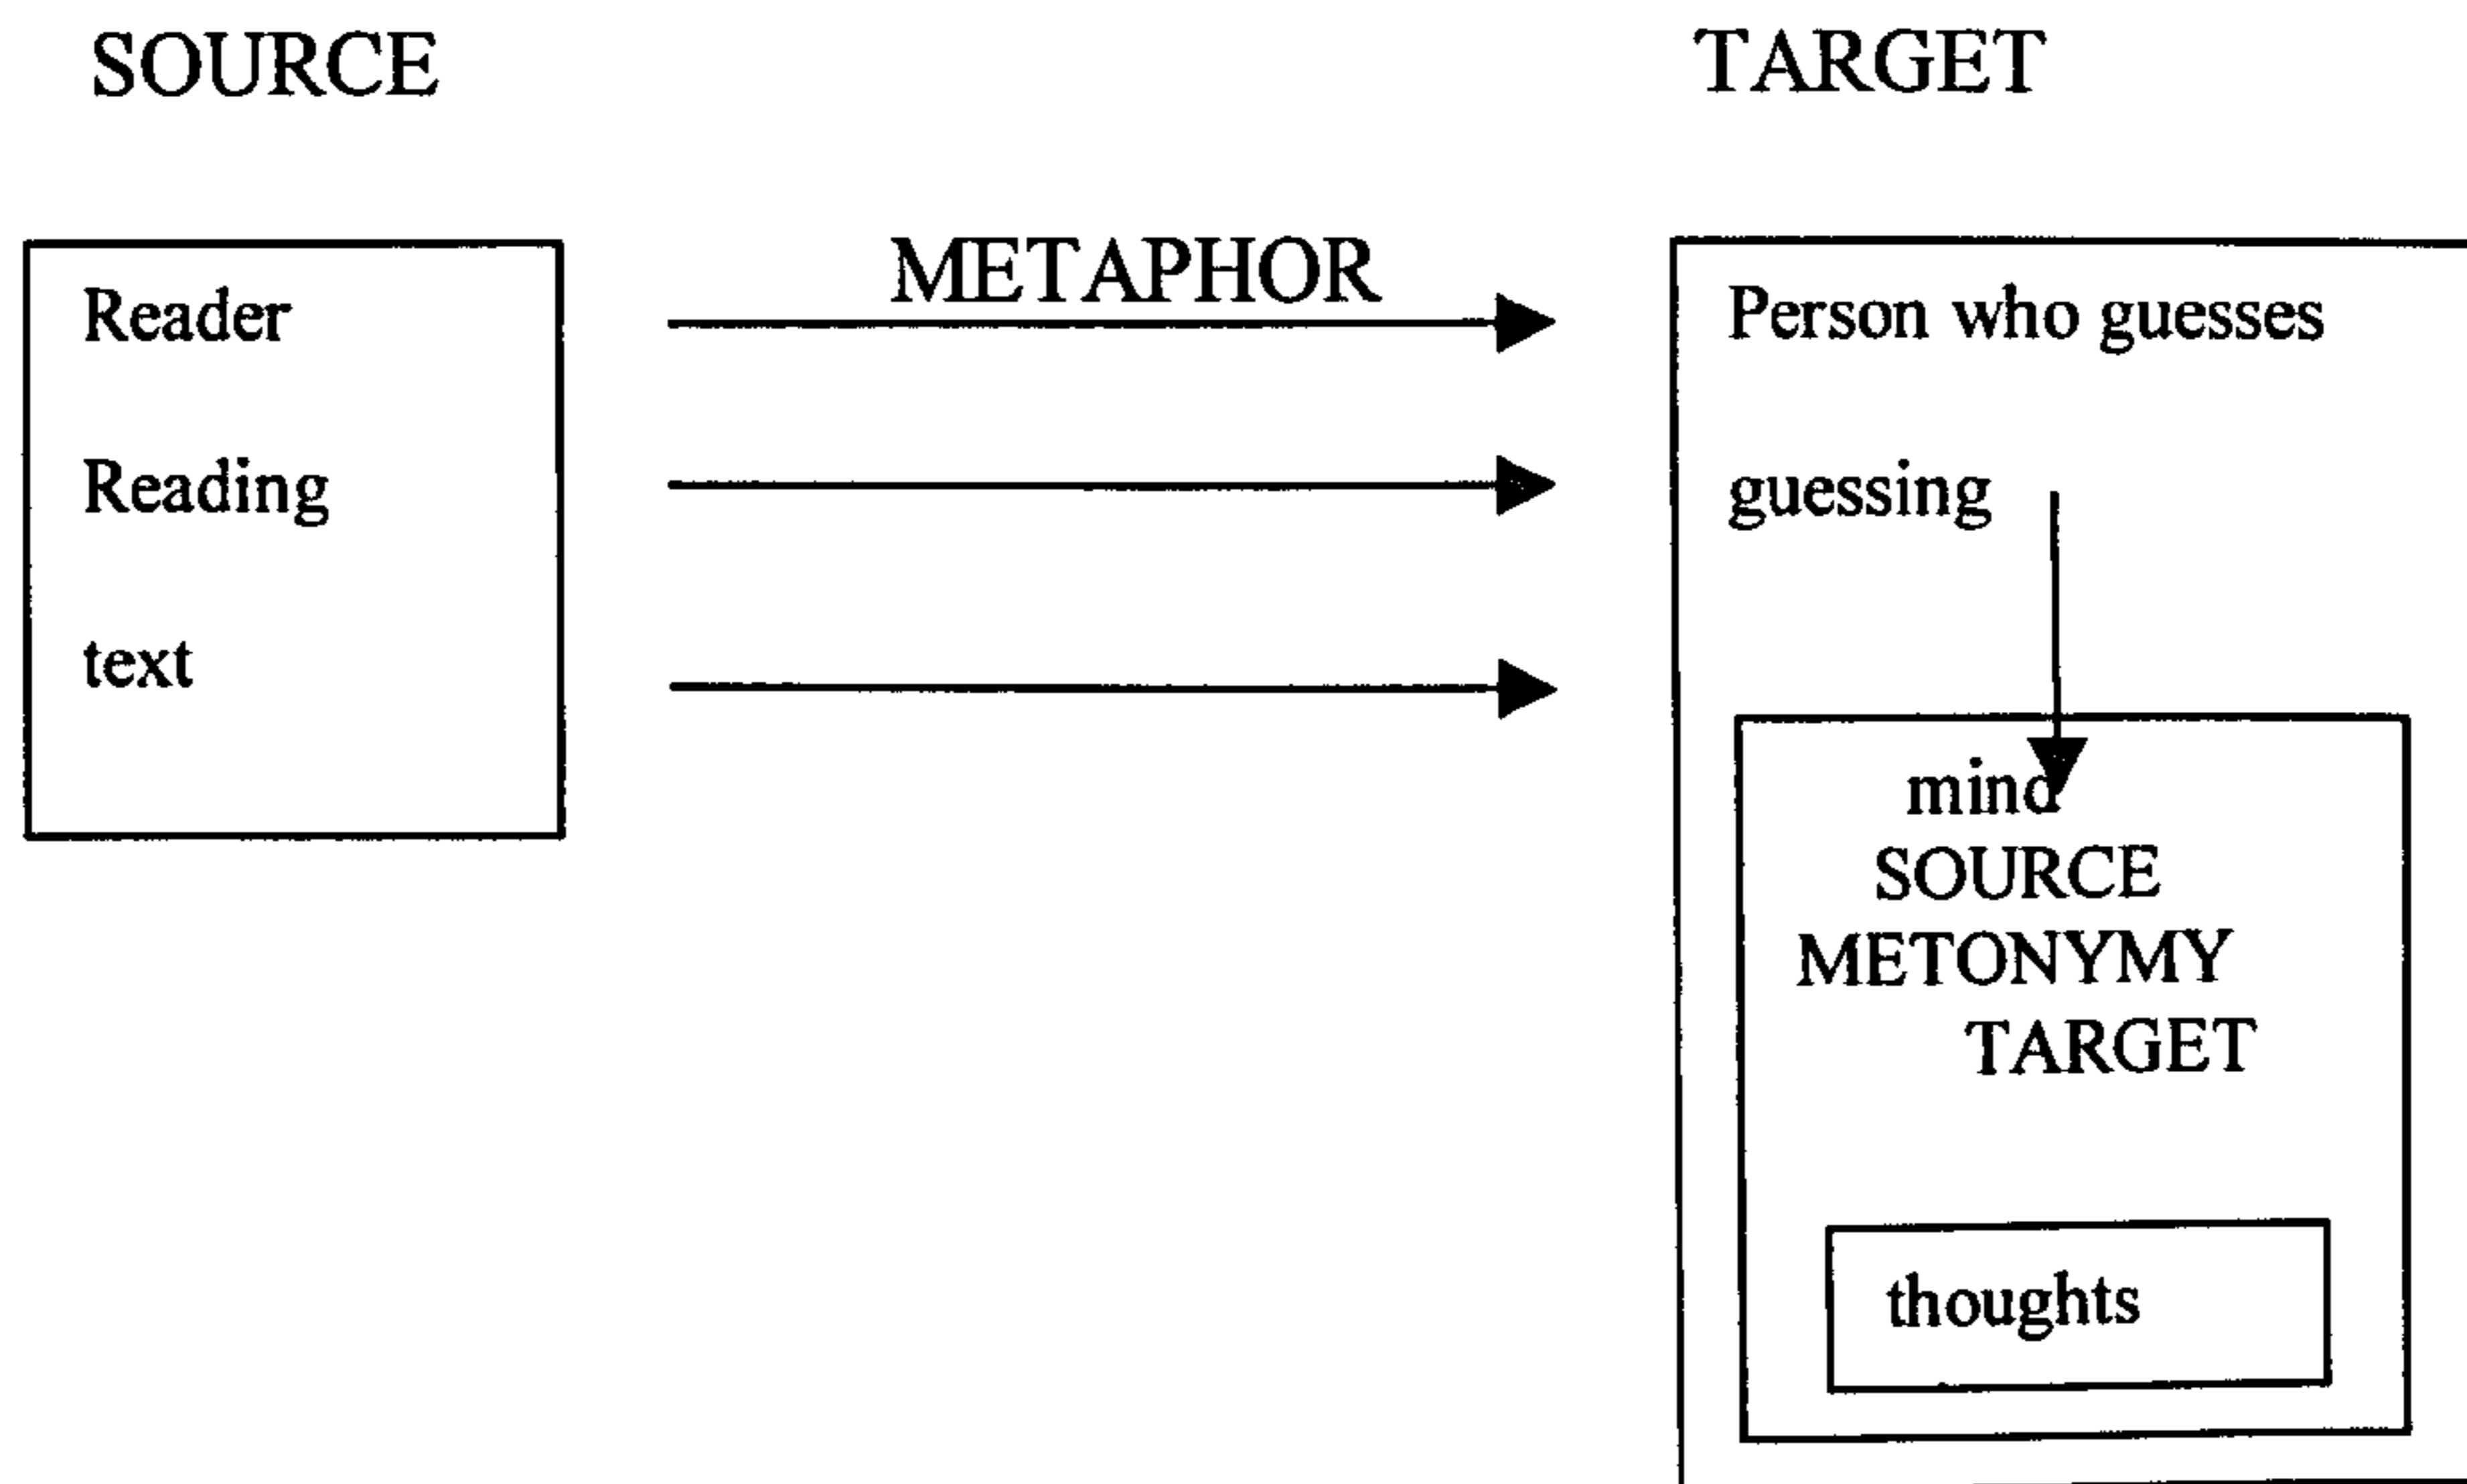 SOURCE
TARGET
METAPHOR
Reader
Person who guesses
Reading
guessing
text
mind
SOURCE
METONYMY
TARGET
thoughts